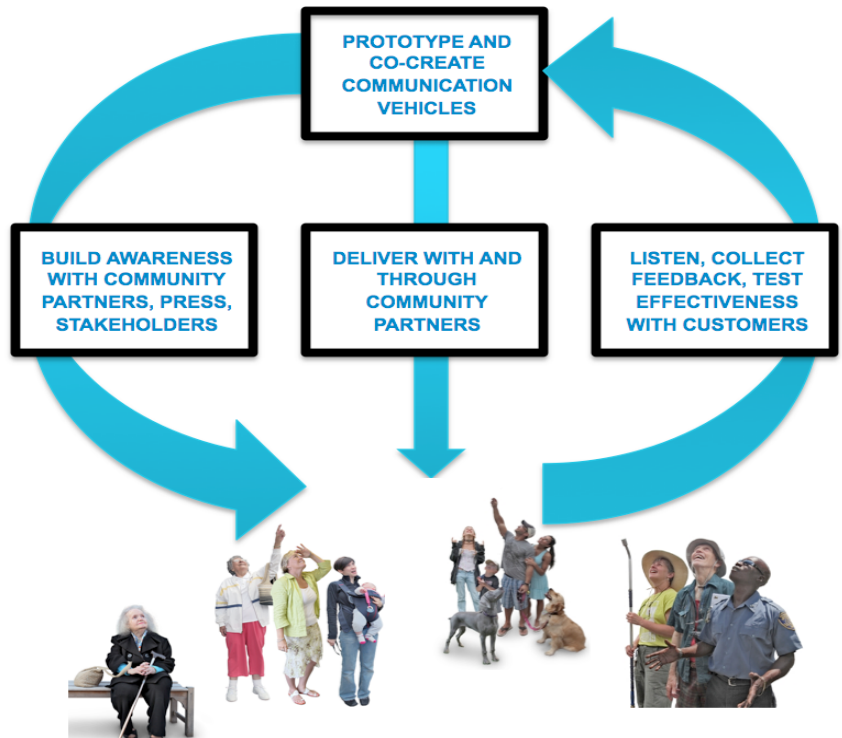 PROTOTYPE AND
CO-CREATE
COMMUNICATION
VEHICLES
BUILD AWARENESS
WITH COMMUNITY
PARTNERS, PRESS,
STAKEHOLDERS
DELIVER WITH AND
THROUGH
COMMUNITY
PARTNERS
LISTEN, COLLECT
FEEDBACK, TEST
EFFECTIVENESS
WITH CUSTOMERS